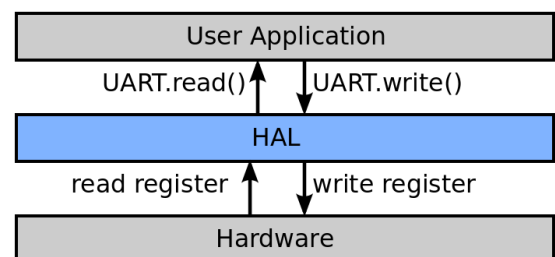 User Application
UART.read() UART.write()
HAL
read register write register
Hardware